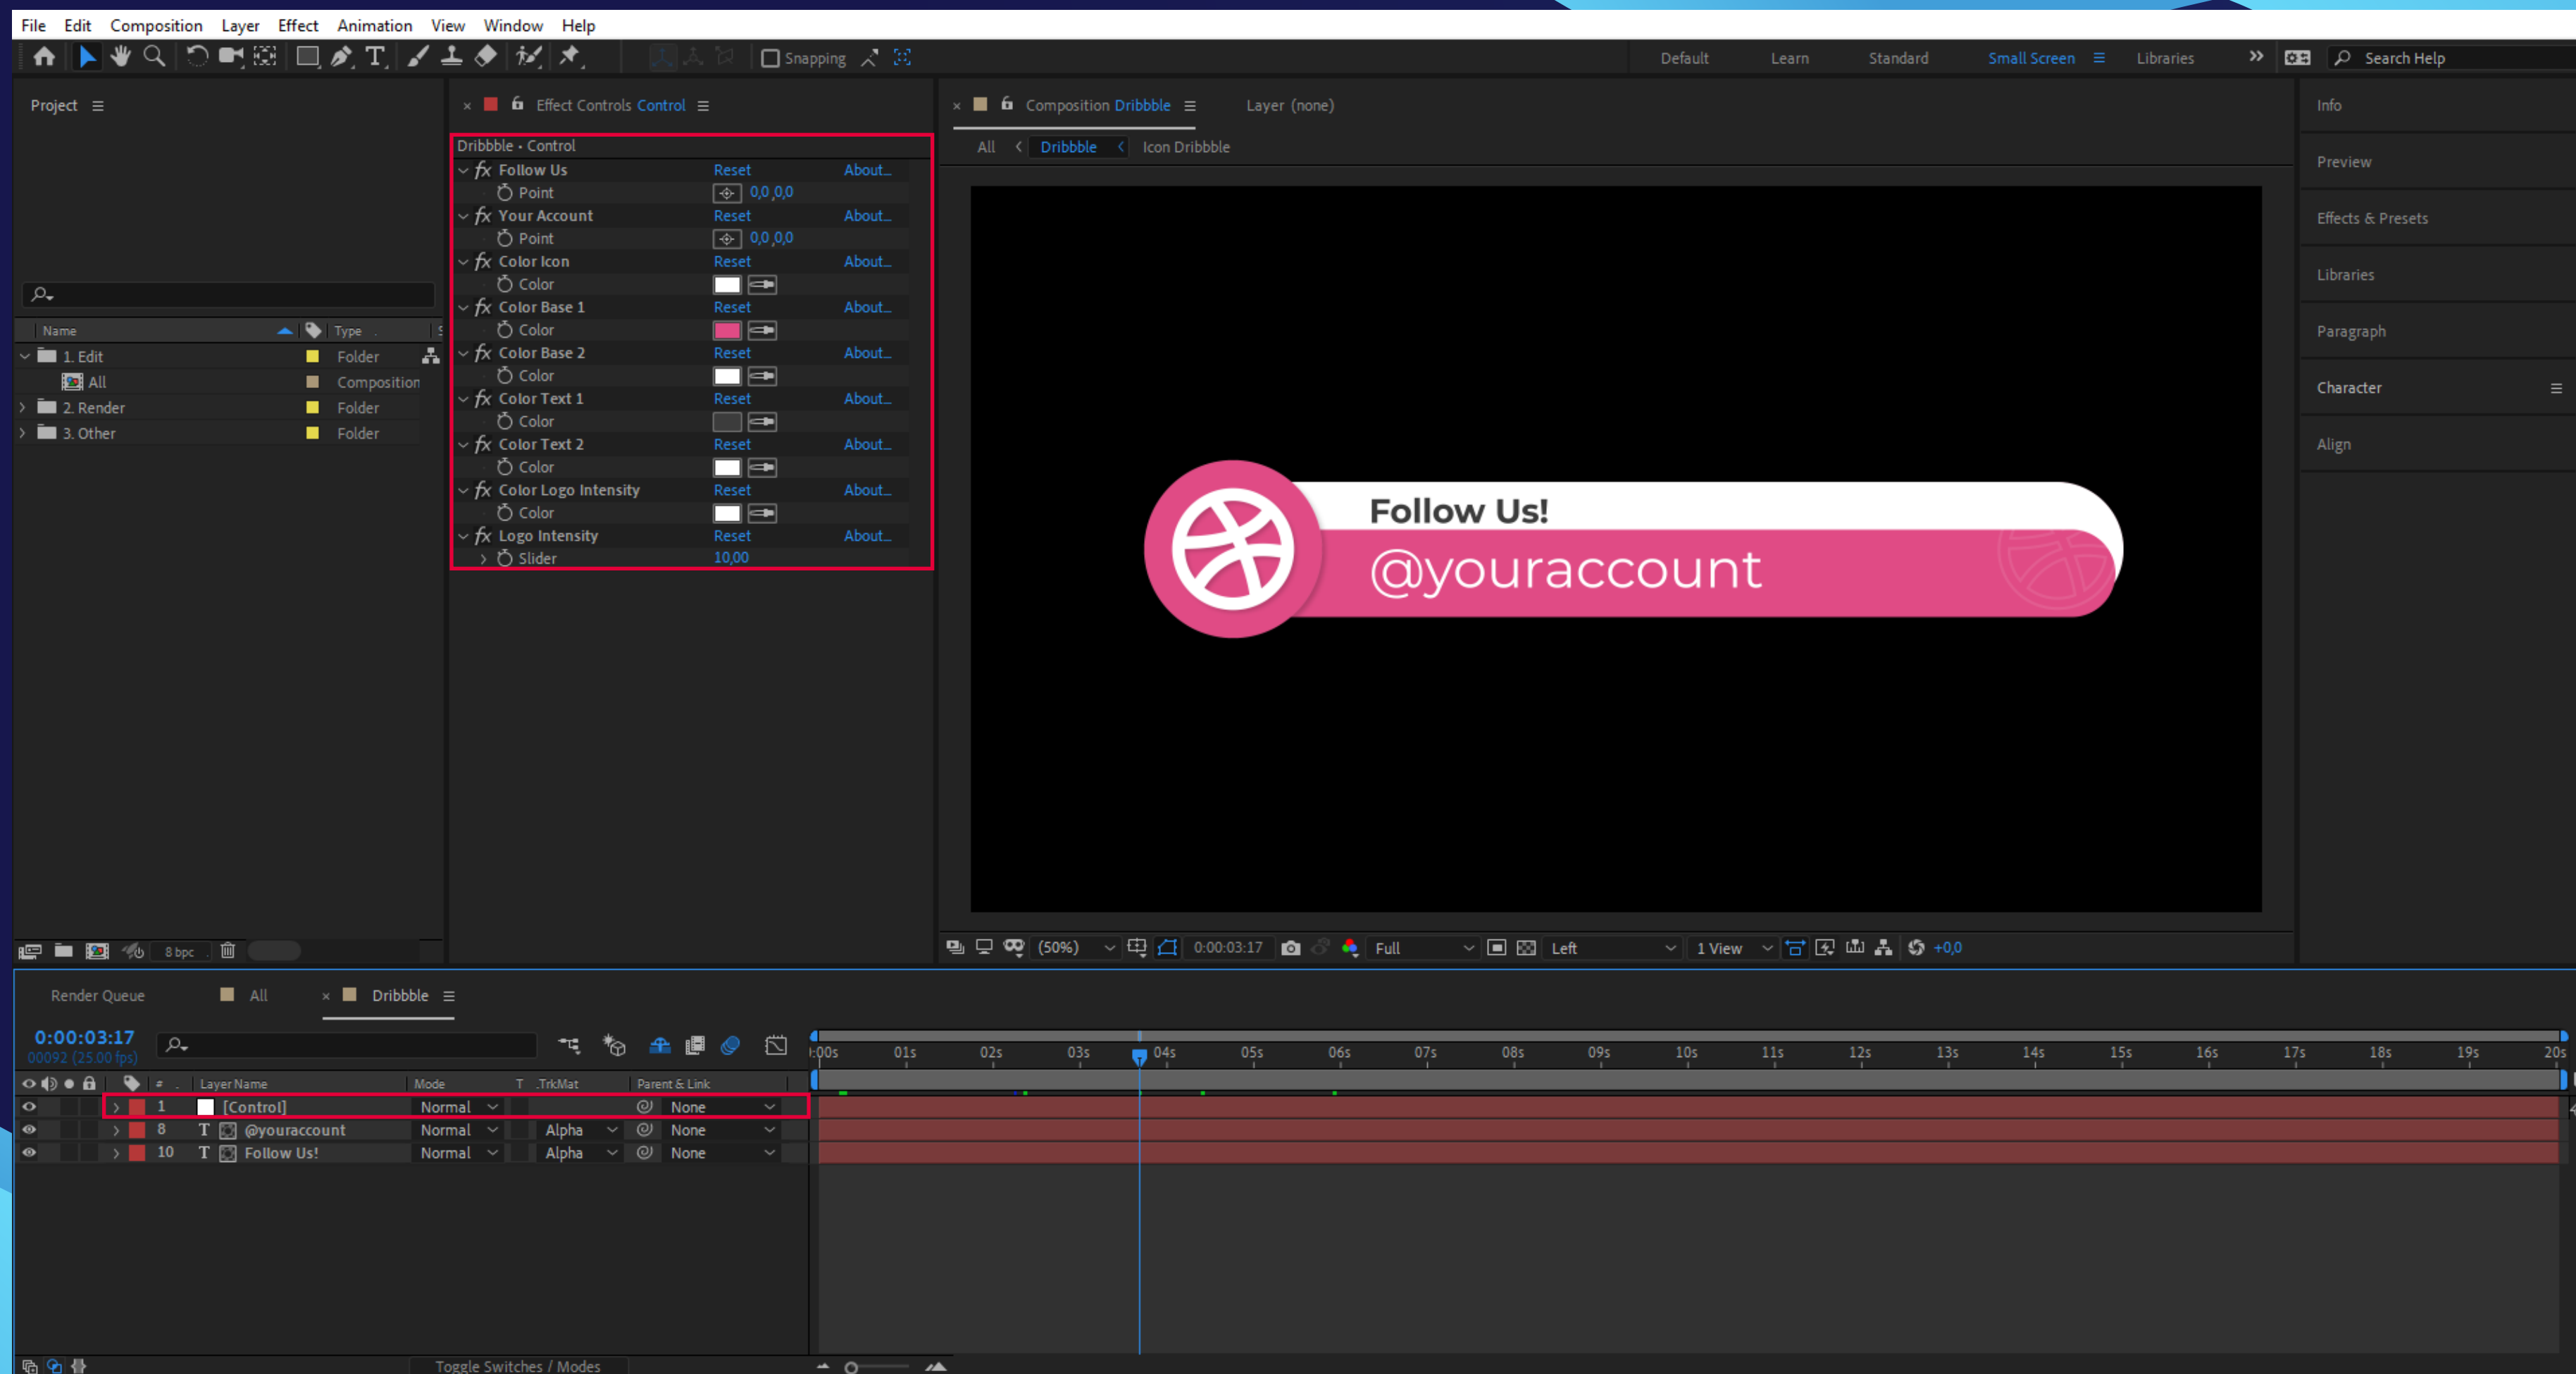 File Edit Composition Layer Effect Animation View Window Help
Snapping Default Learn Standard Small Screen Libraries Search Help
Project
Effect Controls Control
Composition Dribbble Layer (none)
Info
Dribbble • Control
All Dribbble Icon Dribbble
Follow Us Reset About...
Point 0,0 ,0,0
Your Account Reset About...
Point 0,0 ,0,0
Color Icon Reset About...
Color
Color Base 1 Reset About...
Color
Color Base 2 Reset About...
Color
Color Text 1 Reset About...
Color
Color Text 2 Reset About...
Color
Color Logo Intensity Reset About...
Color
Logo Intensity Reset About...
Slider 10,00
Name Type
1. Edit Folder
All Composition
2. Render Folder
3. Other Folder
Preview
Effects & Presets
Libraries
Paragraph
Character
Align
Follow Us!
@youraccount
8 bpc
(50%) 0:00:03:17 Full Left 1 View +0,0
Render Queue All Dribbble
0:00:03:17
00092 (25.00 fps)
:00s 01s 02s 03s 04s 05s 06s 07s 08s 09s 10s 11s 12s 13s 14s 15s 16s 17s 18s 19s 20s
# Layer Name Mode T .TrkMat Parent & Link
1 [Control] Normal None
8 T @youraccount Normal Alpha None
10 T Follow Us! Normal Alpha None
Toggle Switches / Modes